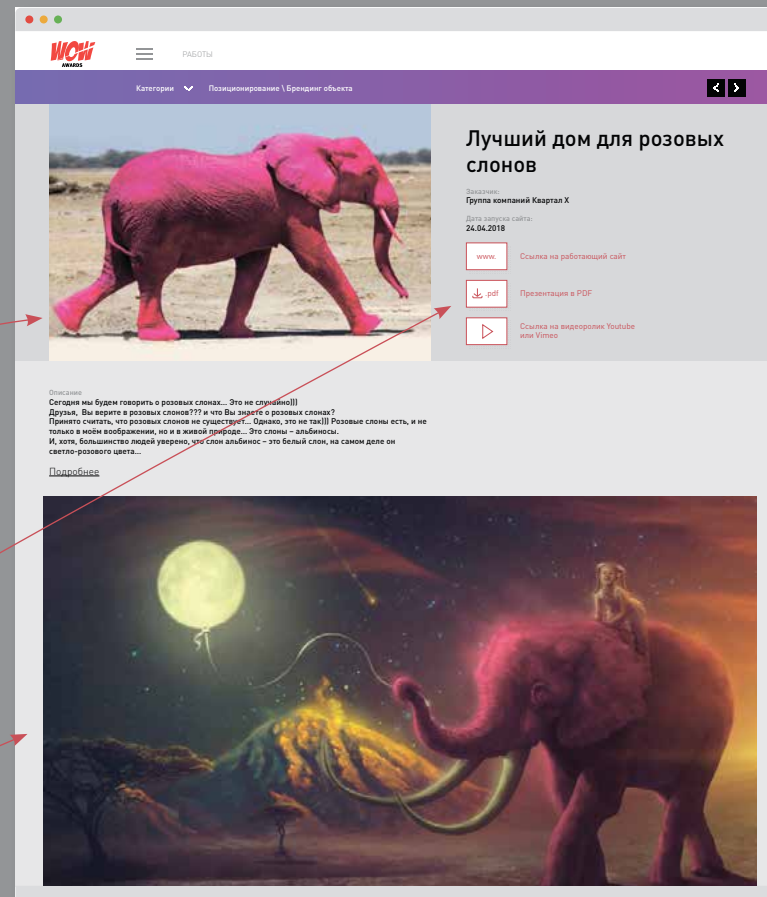 WOW
AWARDS
РАБОТЫ
Категории
Позиционирование \ Брендинг объекта
Лучший дом для розовых
слонов
Заказчик:
Группа компаний Квартал X
Дата запуска сайта:
24.04.2018
www.
Ссылка на работающий сайт
.pdf
Презентация в PDF
Ссылка на видеоролик Youtube
или Vimeo
Описание
Сегодня мы будем говорить о розовых слонах... Это не случайно)))
Друзья, Вы верите в розовых слонов??? и что Вы знаете о розовых слонах?
Принято считать, что розовых слонов не существует... Однако, это не так))) Розовые слоны есть, и не
только в моём воображении, но и в живой природе... Это слоны – альбиносы.
И, хотя, большинство людей уверено, что слон альбинос – это белый слон, на самом деле он
светло-розового цвета...
Подробнее